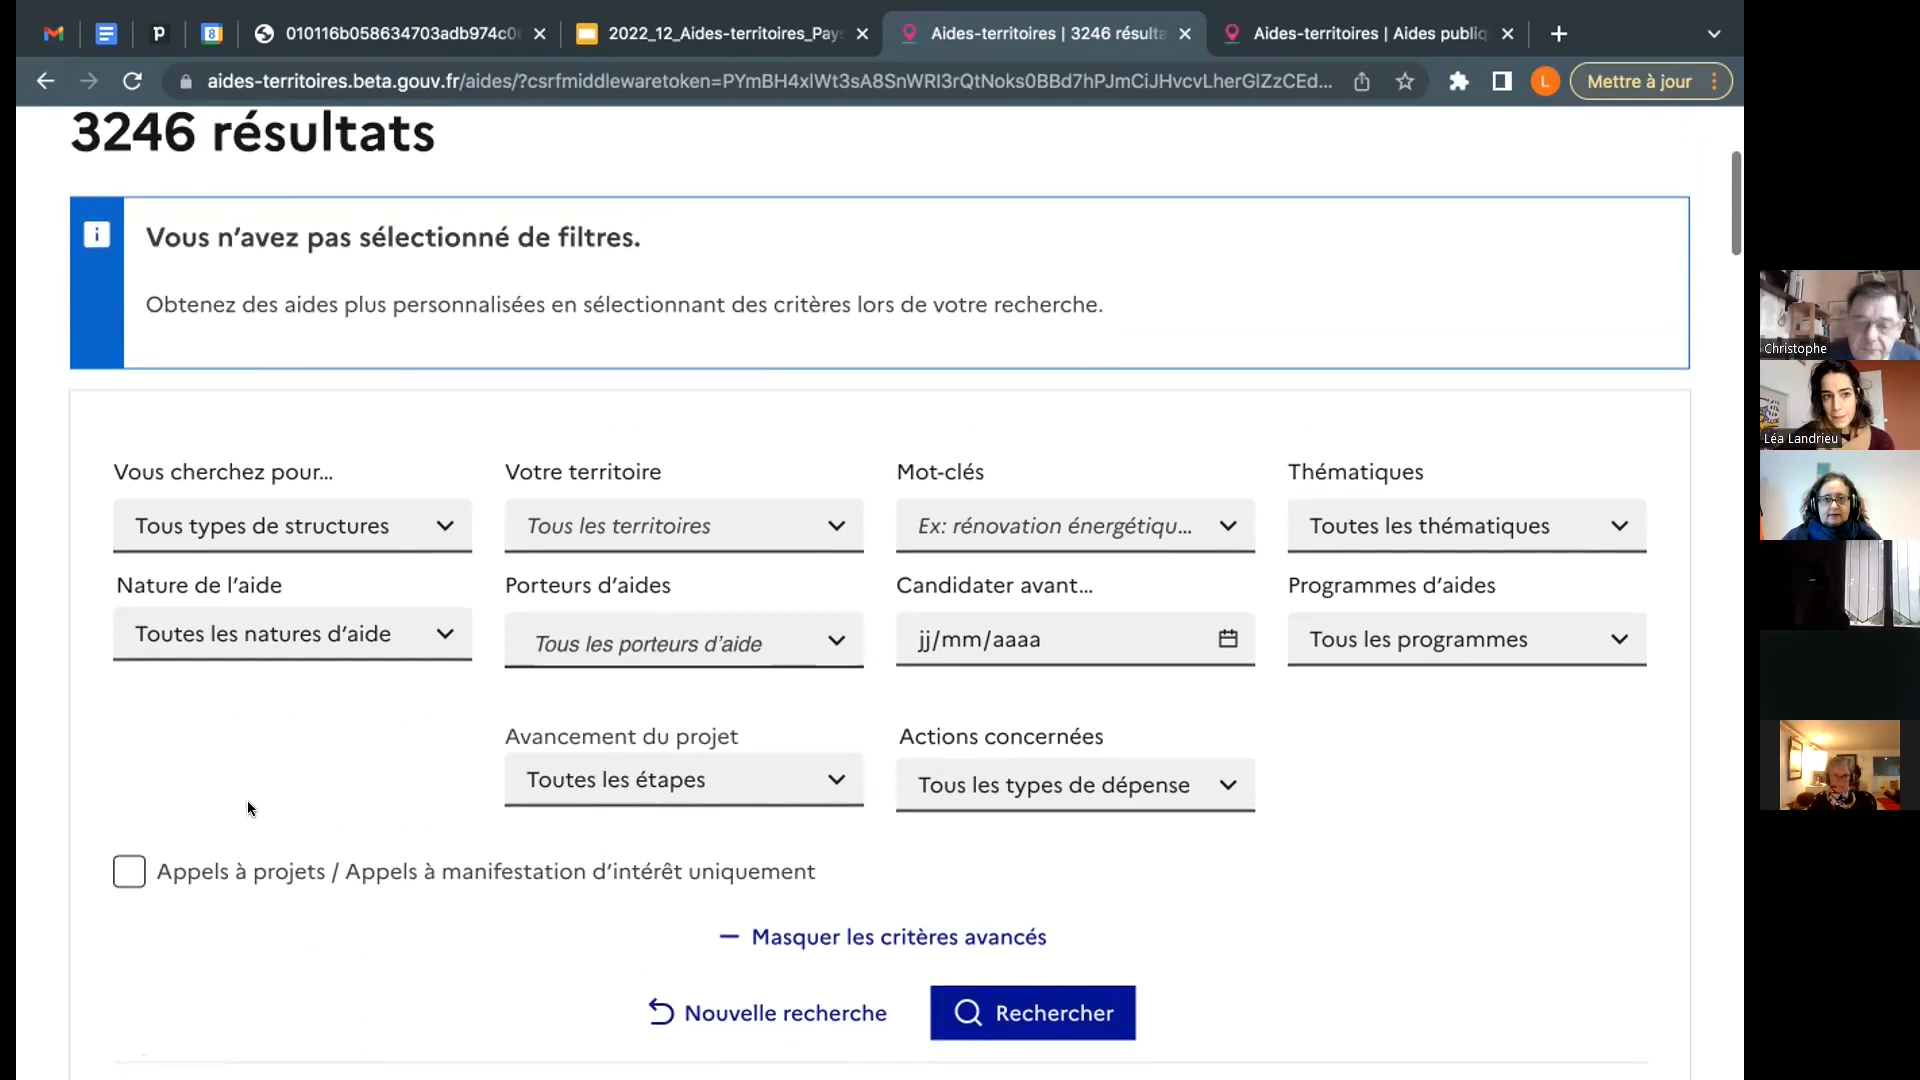 8
010116b058634703adb974c0
2022_12_Aides-territoires_Pay
Aides-territoires | 3246 résulta
Aides-territoires | Aides publiq
aides-territoires.beta.gouv.fr/aides/?csrfmiddlewaretoken=PYmBH4xlWt3sA8SnWRI3rQtNoks0BBd7hPJmCiJHvcvLherGlZzCEd...
L
Mettre à jour
3246 résultats
Vous n’avez pas sélectionné de filtres.
Obtenez des aides plus personnalisées en sélectionnant des critères lors de votre recherche.
Vous cherchez pour...
Votre territoire
Mot-clés
Thématiques
Tous types de structures
Tous les territoires
Ex: rénovation énergétiqu...
Toutes les thématiques
Nature de l’aide
Porteurs d’aides
Candidater avant...
Programmes d’aides
Toutes les natures d’aide
Tous les porteurs d’aide
jj/mm/aaaa
Tous les programmes
Avancement du projet
Actions concernées
Toutes les étapes
Tous les types de dépense
Appels à projets / Appels à manifestation d’intérêt uniquement
Masquer les critères avancés
Nouvelle recherche
Rechercher
Christophe
Léa Landrieu